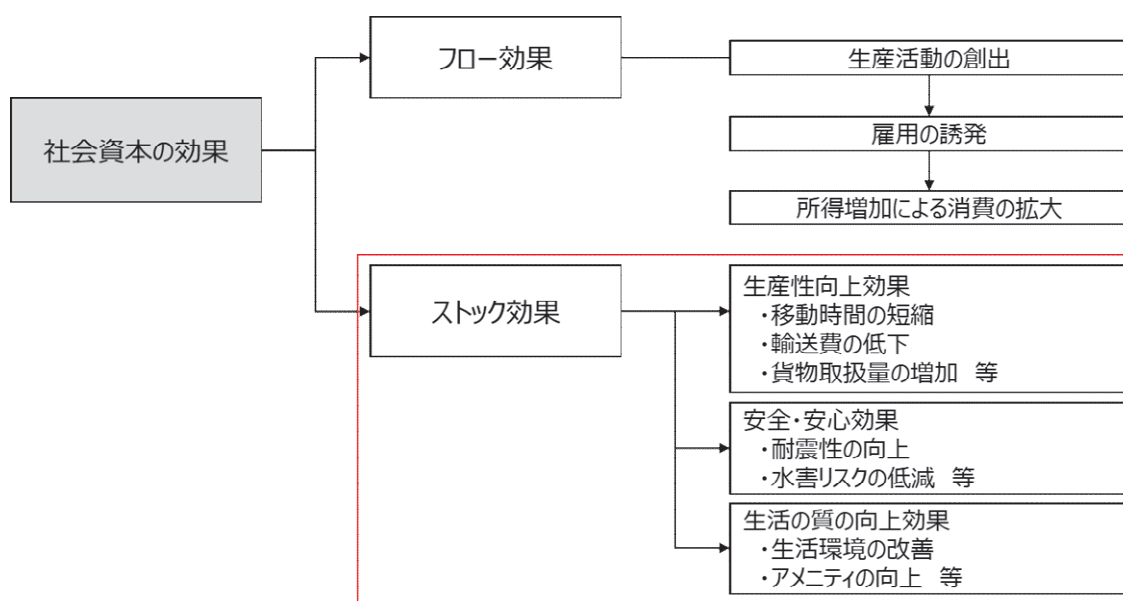 社会資本の効果
フロー効果
生産活動の創出
雇用の誘発
所得増加による消費の拡大
ストック効果
生産性向上効果
・移動時間の短縮
・輸送費の低下
・貨物取扱量の増加　等
安全・安心効果
・耐震性の向上
・水害リスクの低減　等
生活の質の向上効果
・生活環境の改善
・アメニティの向上　等